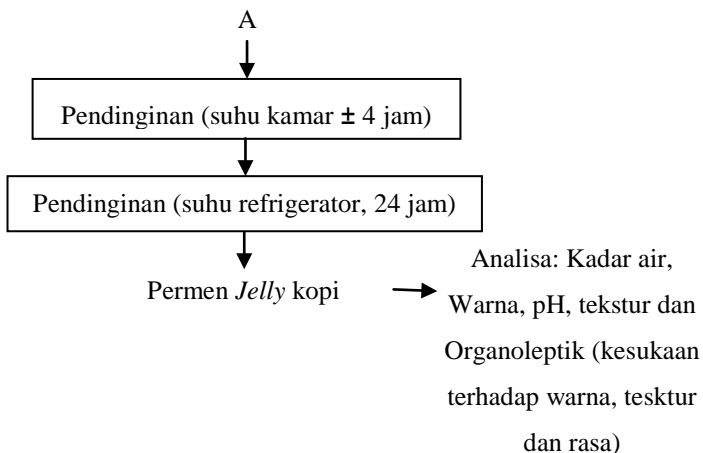 A
Pendinginan (suhu kamar ± 4 jam)
Pendinginan (suhu refrigerator, 24 jam)
Permen Jelly kopi
Analisa: Kadar air,
Warna, pH, tekstur dan
Organoleptik (kesukaan
terhadap warna, tesktur
dan rasa)